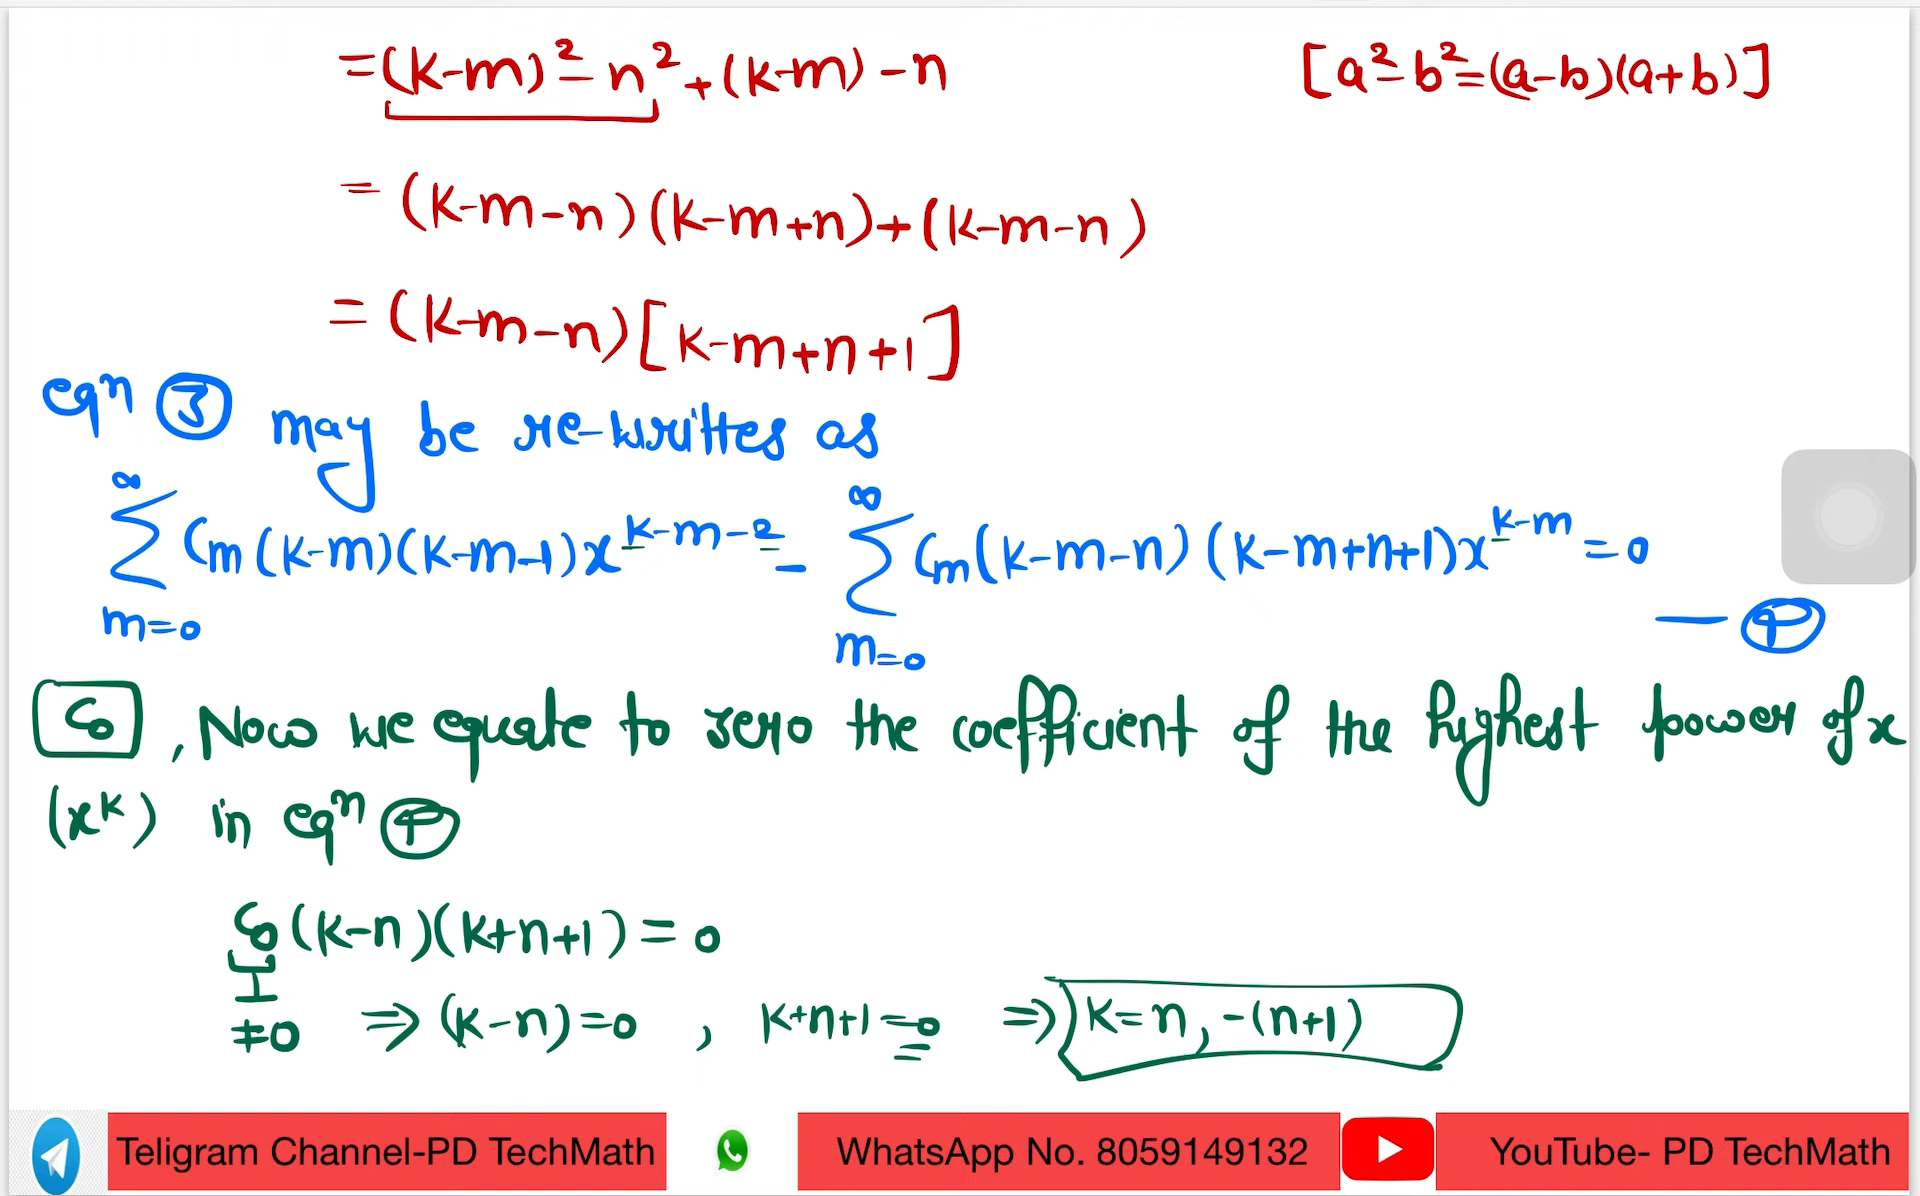 =(k-m)²-n²+(k-m)-n [a²-b²=(a-b)(a+b)]
=(k-m-n)(k-m+n)+(k-m-n)
=(k-m-n)[k-m+n+1]
eqⁿ ③ may be re-writtes as
∞ ∑ m=0 Cm(k-m)(k-m-1)x^{k-m-2} - ∞ ∑ m=0 Cm(k-m-n)(k-m+n+1)x^{k-m}=0
— ④
C₀, Now we equate to zero the coefficient of the highest power of x
(x^k) in eqⁿ ④
C₀(k-n)(k+n+1)=0
≠0 ⇒ (k-n)=0, k+n+1=0 ⇒ k=n, -(n+1)
Teligram Channel-PD TechMath WhatsApp No. 8059149132 YouTube- PD TechMath